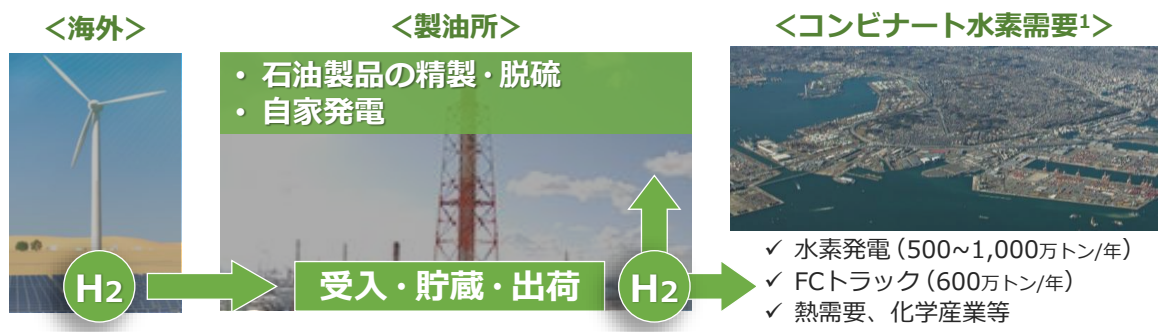 ＜海外＞
＜製油所＞
＜コンビナート水素需要1＞
• 石油製品の精製・脱硫
• 自家発電
H2
受入・貯蔵・出荷
H2
✓ 水素発電（500~1,000万トン/年）
✓ FCトラック（600万トン/年）
✓ 熱需要、化学産業等